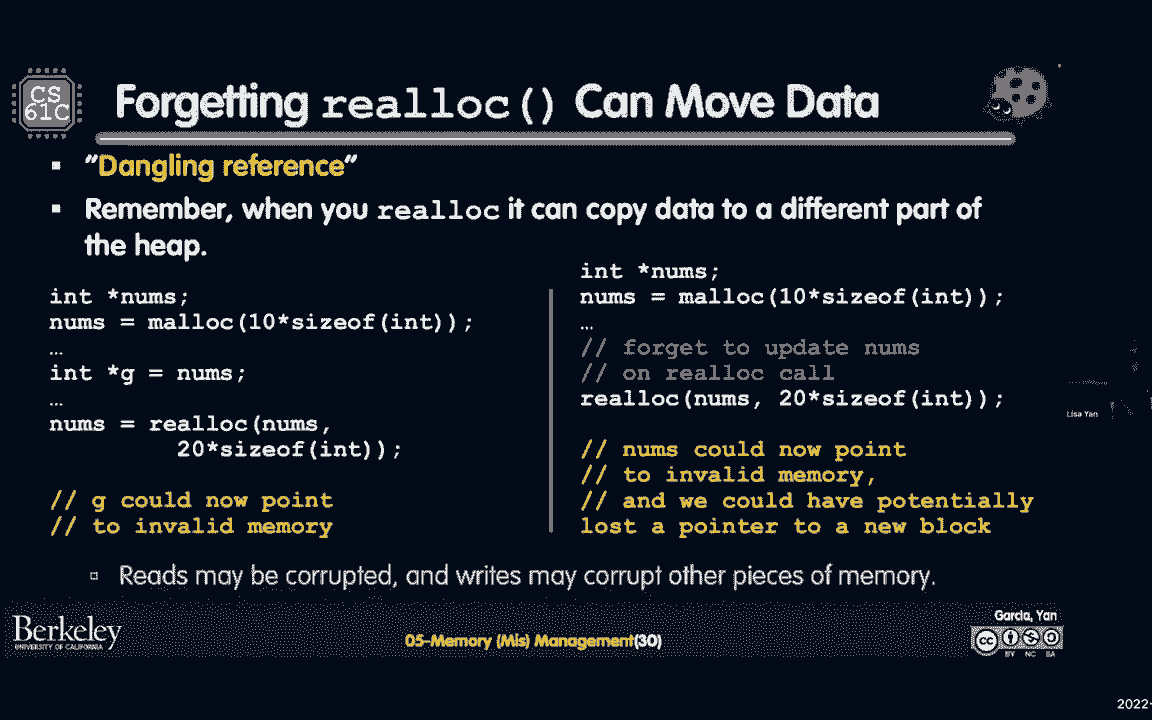 CS
61C
Forgetting realloc() Can Move Data
▪ "Dangling reference"
▪ Remember, when you realloc it can copy data to a different part of
the heap.
int *nums;
nums = malloc(10*sizeof(int));
…
int *g = nums;
…
nums = realloc(nums,
20*sizeof(int));
// g could now point
// to invalid memory
int *nums;
nums = malloc(10*sizeof(int));
…
// forget to update nums
// on realloc call
realloc(nums, 20*sizeof(int));
// nums could now point
// to invalid memory,
// and we could have potentially
lost a pointer to a new block
▫ Reads may be corrupted, and writes may corrupt other pieces of memory.
Lisa Yan
Berkeley
UNIVERSITY OF CALIFORNIA
05-Memory (Mis) Management(30)
Garcia, Yan
cc
BY NC SA
2022-